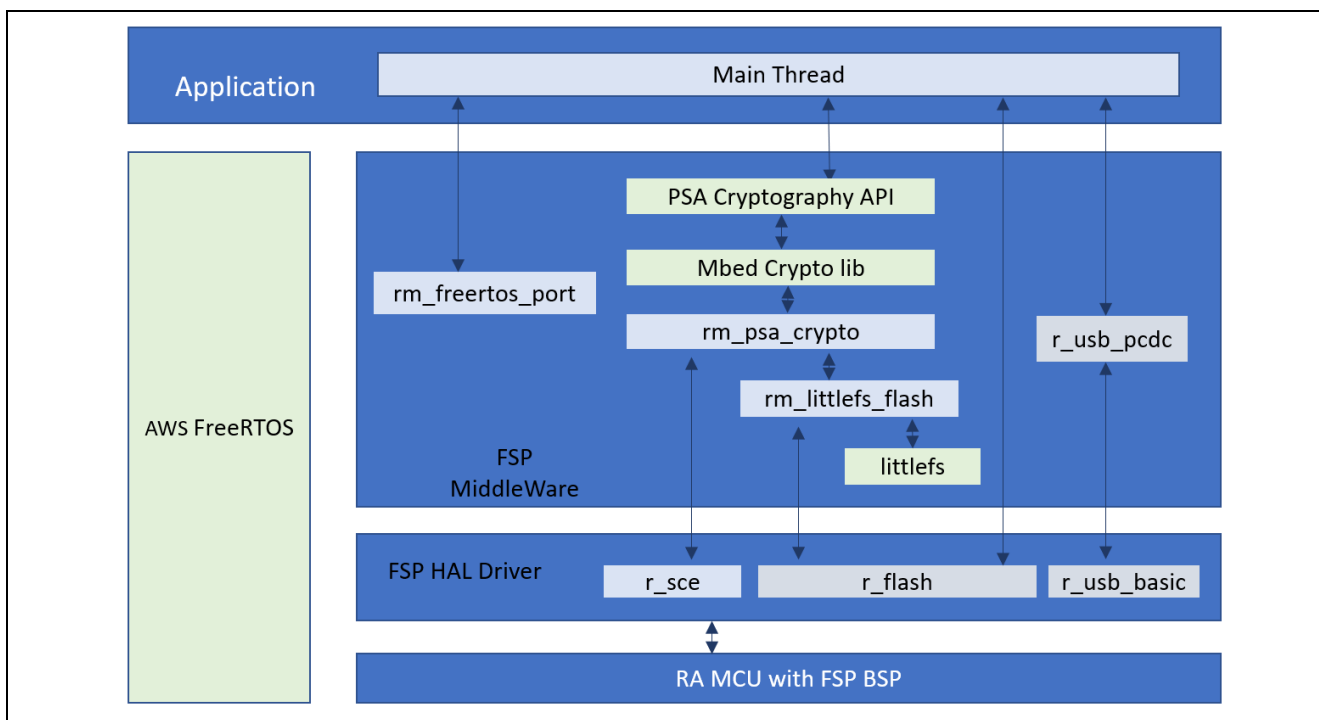 Main Thread
Application
PSA Cryptography API
Mbed Crypto lib
rm_freertos_port
rm_psa_crypto
r_usb_pcdc
rm_littlefs_flash
AWS FreeRTOS
littlefs
FSP
MiddleWare
FSP HAL Driver
r_sce
r_flash
r_usb_basic
RA MCU with FSP BSP